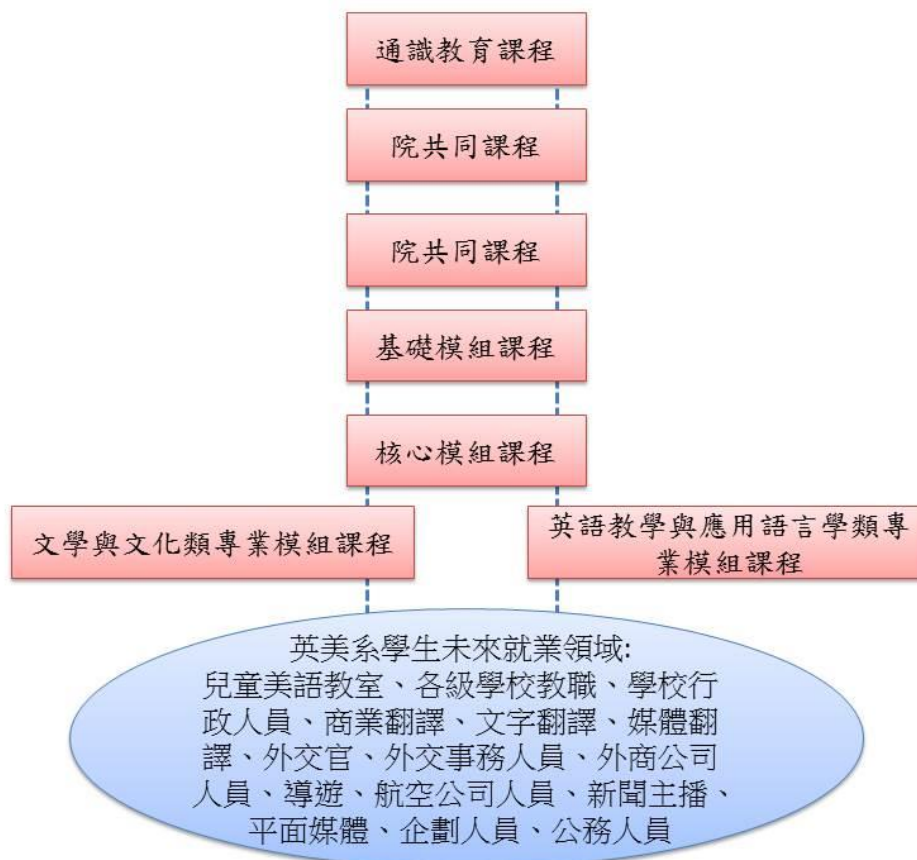 通識教育課程
院共同課程
院共同課程
基礎模組課程
核心模組課程
文學與文化類專業模組課程
英語教學與應用語言學類專
業模組課程
英美系學生未來就業領域:
兒童美語教室、各級學校教職、學校行
政人員、商業翻譯、文字翻譯、媒體翻
譯、外交官、外交事務人員、外商公司
人員、導遊、航空公司人員、新聞主播、
平面媒體、企劃人員、公務人員